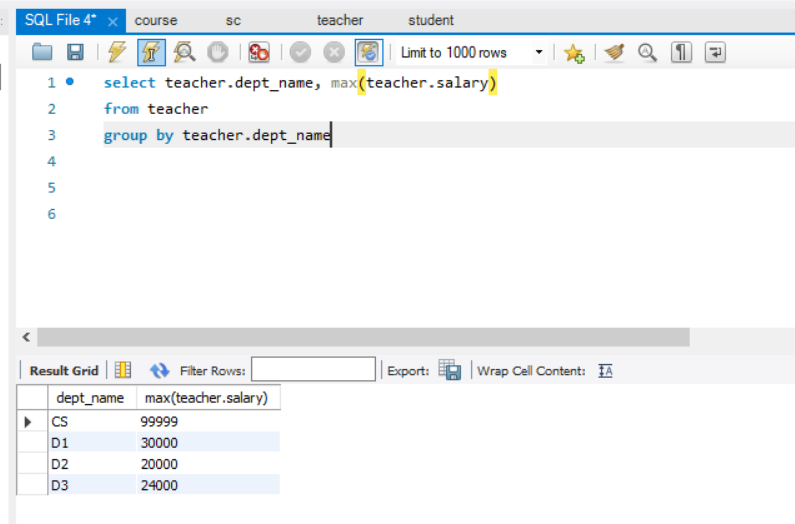 SQL File 4* course sc teacher student
Limit to 1000 rows
1 select teacher.dept_name, max(teacher.salary)
2 from teacher
3 group by teacher.dept_name
4
5
6
Result Grid Filter Rows: Export: Wrap Cell Content:
dept_name max(teacher.salary)
CS 99999
D1 30000
D2 20000
D3 24000